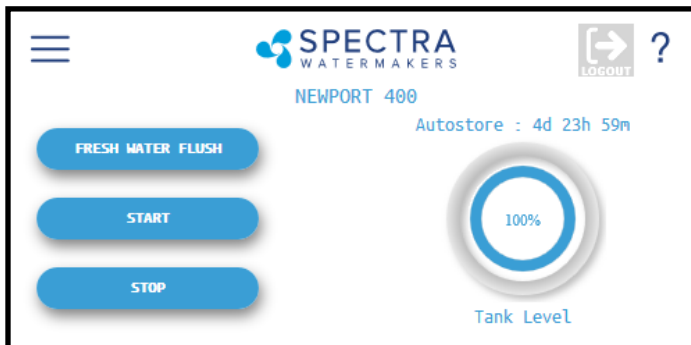 SPECTRA
WATERMAKERS
LOGOUT
?
NEWPORT 400
Autostore : 4d 23h 59m
FRESH WATER FLUSH
START
STOP
100%
Tank Level